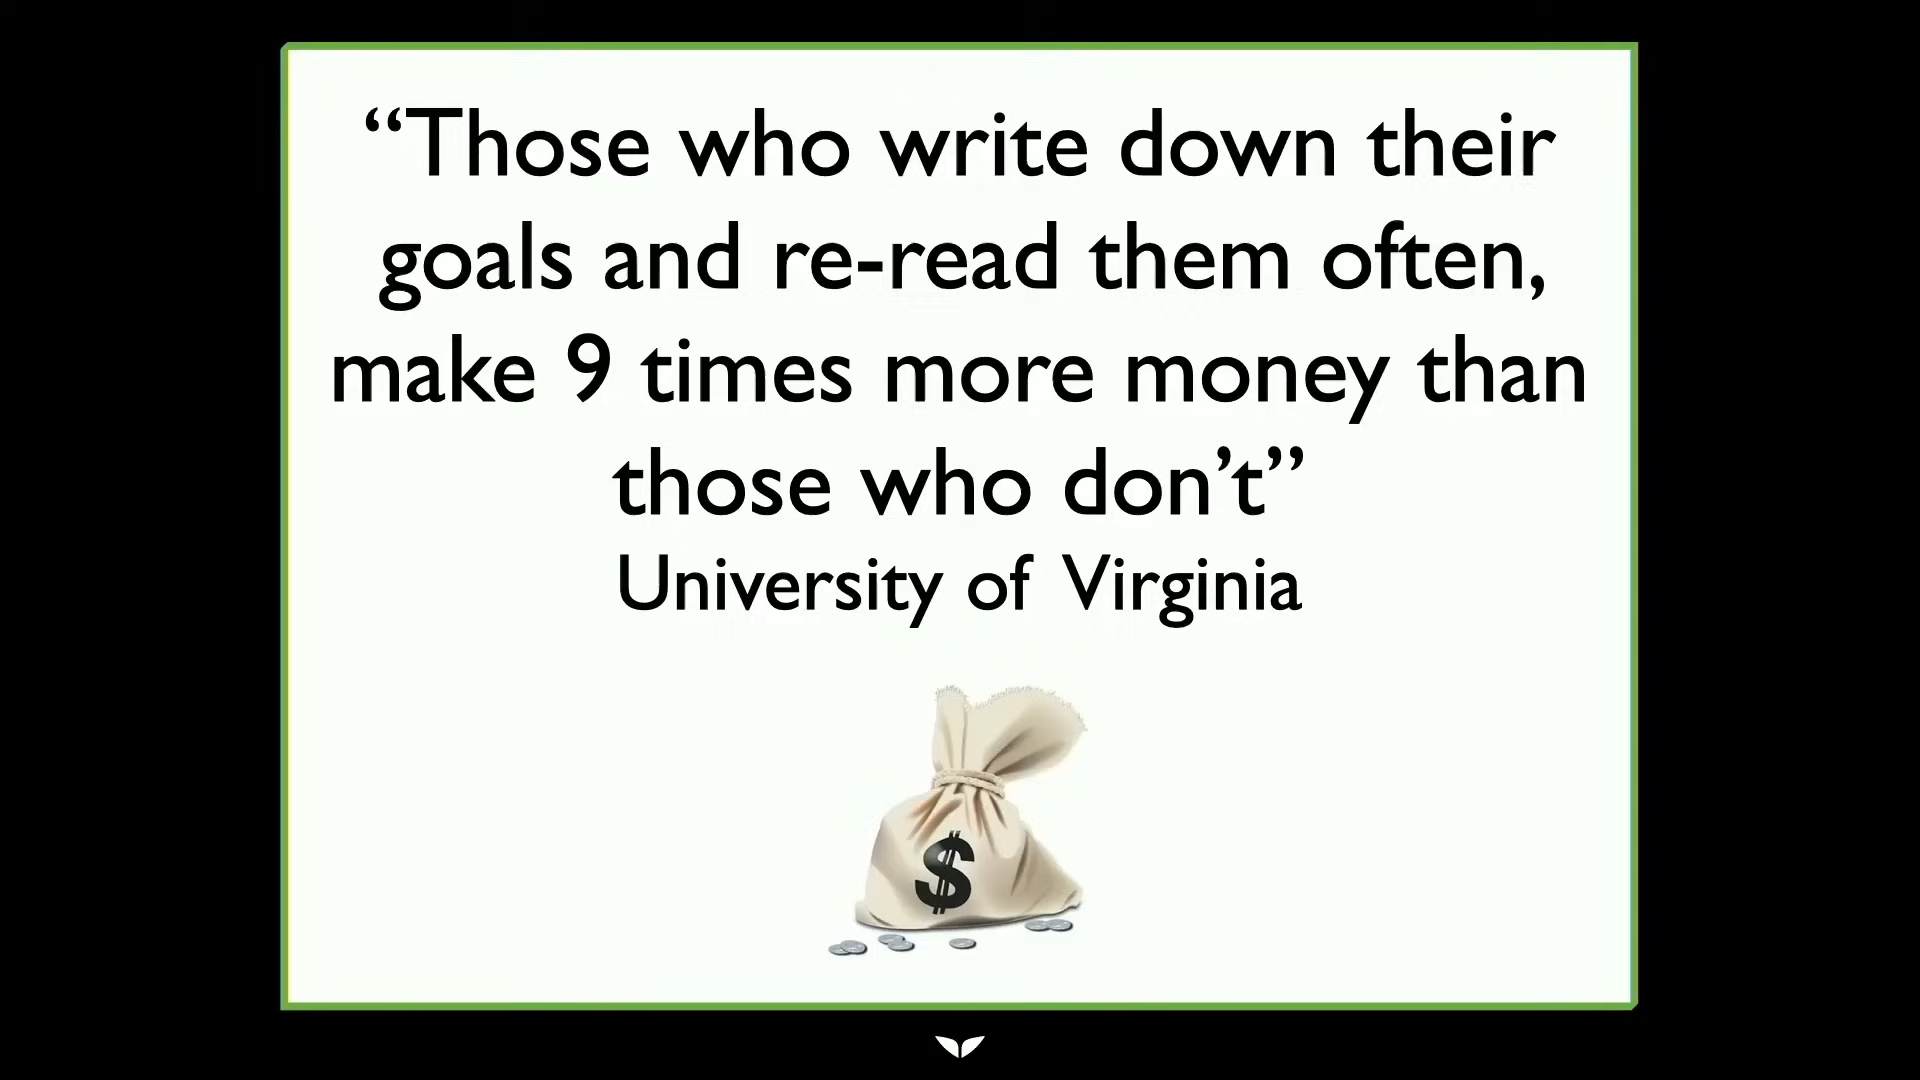 “Those who write down their
goals and re-read them often,
make 9 times more money than
those who don’t”
University of Virginia
$